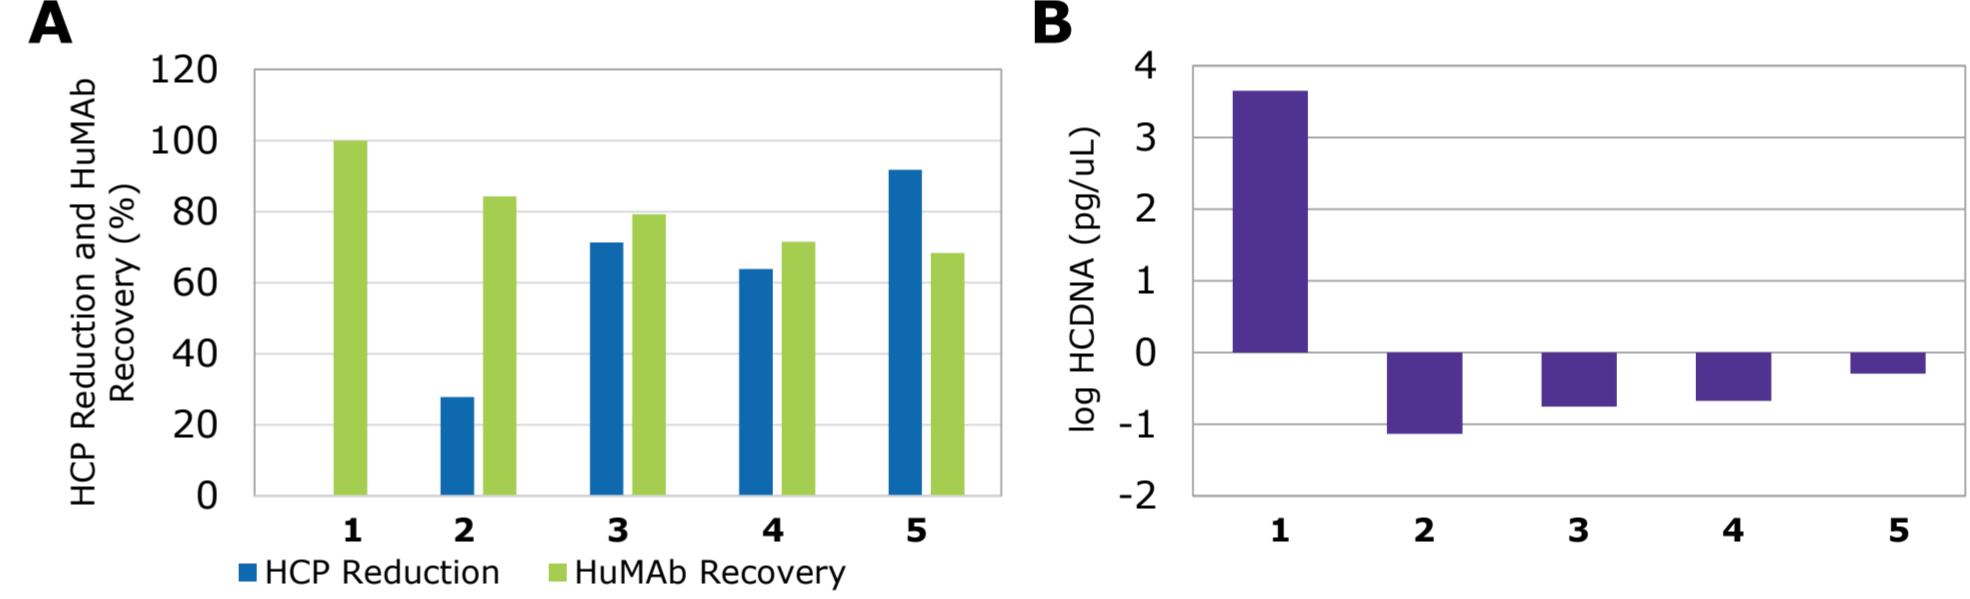 A
HCP Reduction and HuMAb
Recovery (%)
120
100
80
60
40
20
0
1 2 3 4 5
HCP Reduction HuMAb Recovery
B
log HCDNA (pg/uL)
4
3
2
1
0
-1
-2
1 2 3 4 5